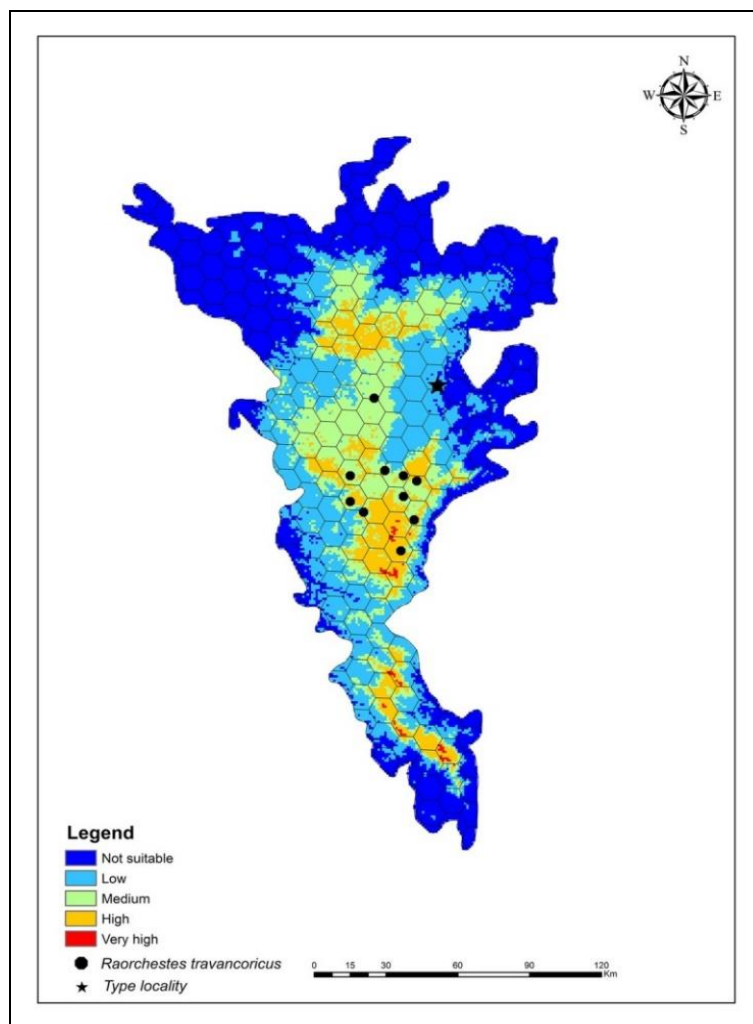 N
W E
S
Legend
Not suitable
Low
Medium
High
Very high
Raorchestes travancoricus
Type locality
0 15 30 60 90 120
Km